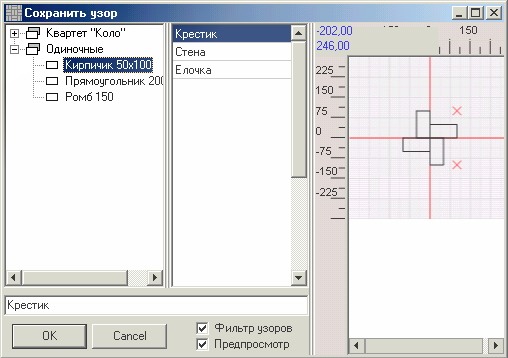 Сохранить узор
Квартет "Коло"
Одиночные
Кирпичик 50x100
Прямоугольник 200
Ромб 150
Крестик
Стена
Елочка
-202,00
246,00
150
225
150
75
0
-75
-150
-225
Крестик
OK
Cancel
Фильтр узоров
Предпросмотр